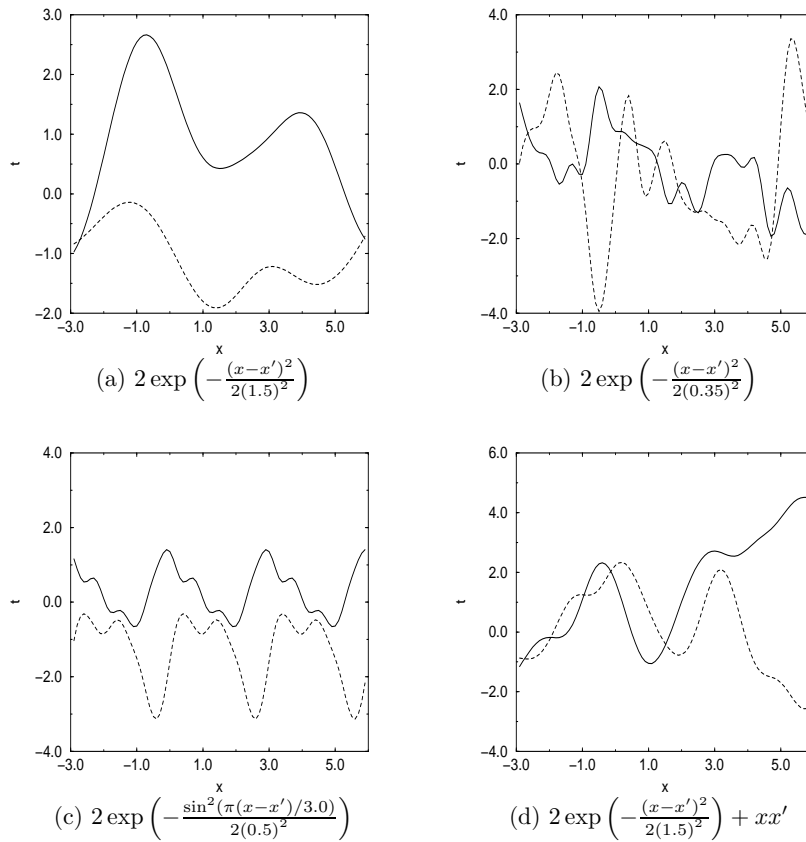 3.0
2.0
1.0
0.0
−1.0
−2.0
t
−3.0 −1.0 1.0 3.0 5.0
x
(a) 2 exp (−(x−x′)²/2(1.5)²)
4.0
2.0
0.0
−2.0
−4.0
t
−3.0 −1.0 1.0 3.0 5.0
x
(b) 2 exp (−(x−x′)²/2(0.35)²)
4.0
2.0
0.0
−2.0
−4.0
t
−3.0 −1.0 1.0 3.0 5.0
x
(c) 2 exp (−sin²(π(x−x′)/3.0)/2(0.5)²)
6.0
4.0
2.0
0.0
−2.0
−4.0
t
−3.0 −1.0 1.0 3.0 5.0
x
(d) 2 exp (−(x−x′)²/2(1.5)²) + xx′